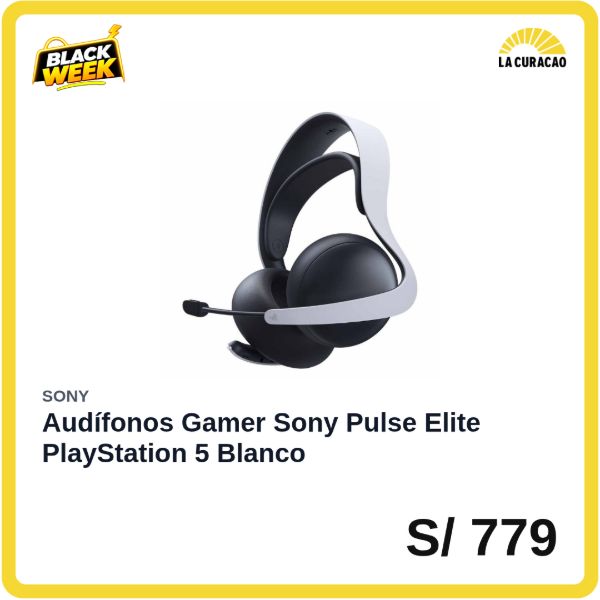 BLACK
WEEK
LA CURACAO
SONY
Audífonos Gamer Sony Pulse Elite
PlayStation 5 Blanco
S/ 779